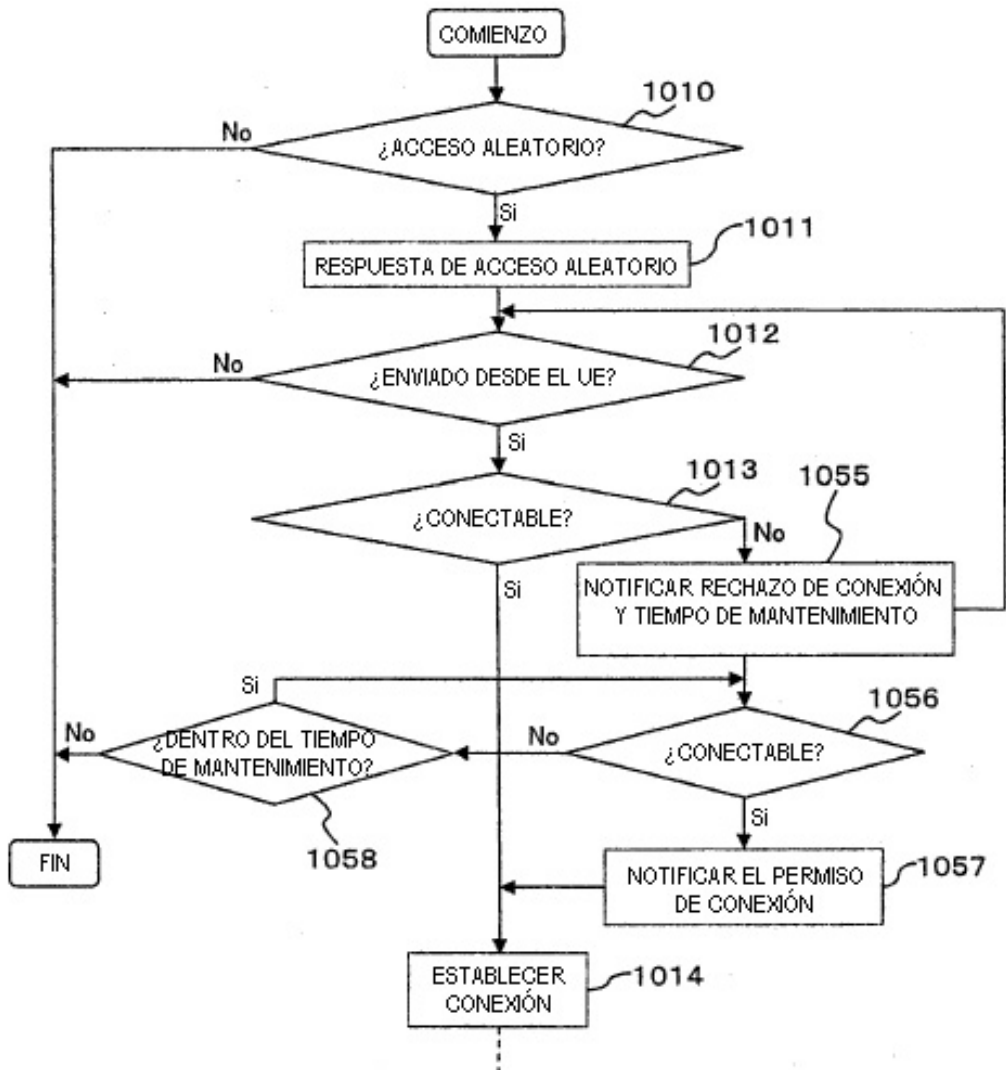 COMIENZO
1010
No
¿ACCESO ALEATORIO?
Si
1011
RESPUESTA DE ACCESO ALEATORIO
1012
No
¿ENVIADO DESDE EL UE?
Si
1013
1055
¿CONECTABLE?
No
Si
NOTIFICAR RECHAZO DE CONEXIÓN
Y TIEMPO DE MANTENIMIENTO
Si
1056
No
¿DENTRO DEL TIEMPO
DE MANTENIMIENTO?
No
¿CONECTABLE?
Si
1058
FIN
1057
NOTIFICAR EL PERMISO
DE CONEXIÓN
ESTABLECER
CONEXIÓN
1014